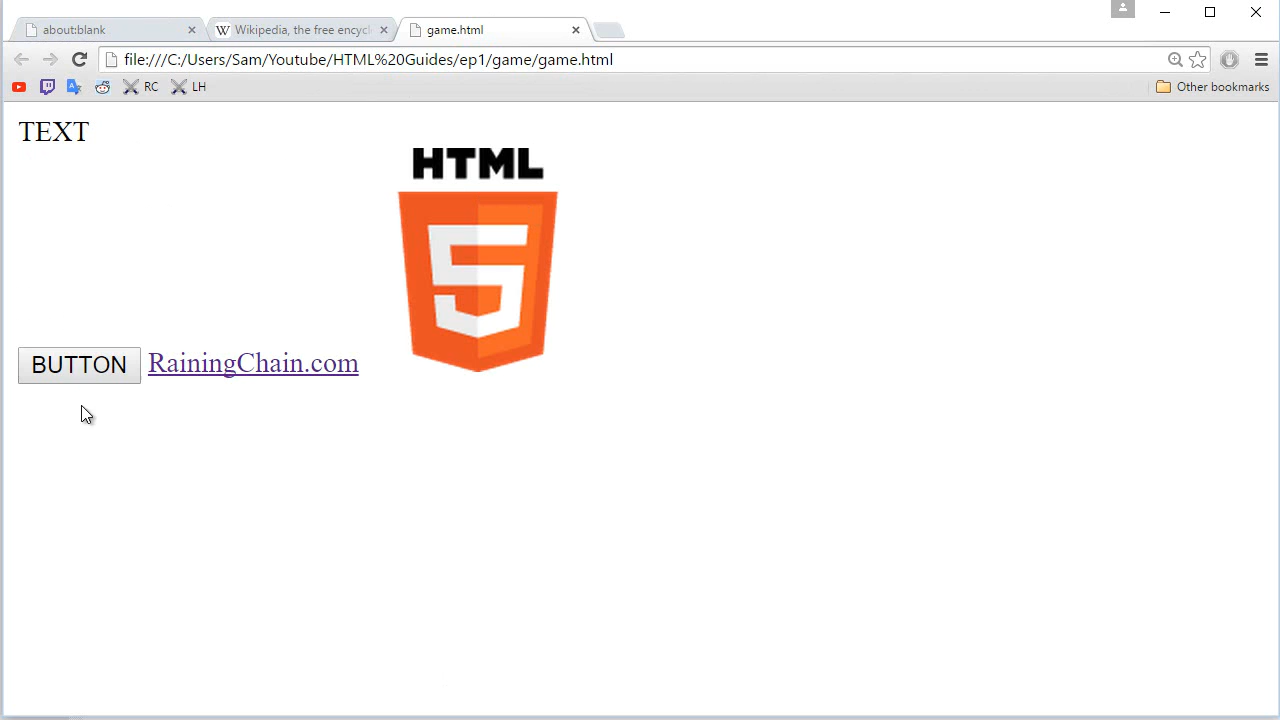 about:blank
Wikipedia, the free encycl
game.html
file:///C:/Users/Sam/Youtube/HTML%20Guides/ep1/game/game.html
RC
LH
Other bookmarks
TEXT
HTML
5
BUTTON RainingChain.com